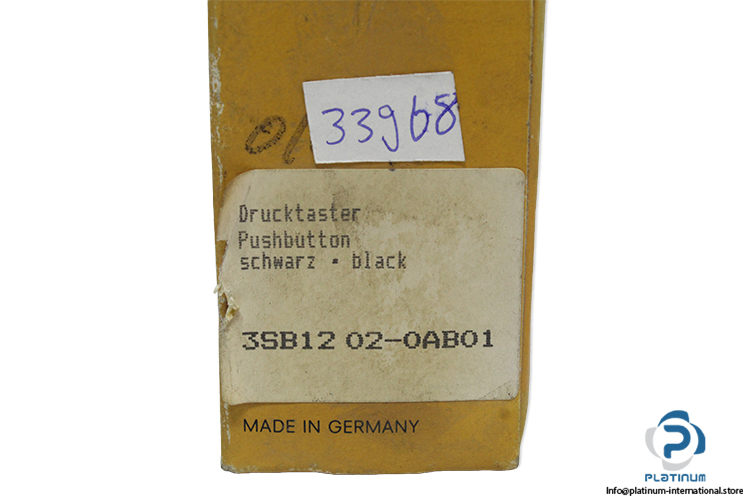 33968
Drucktaster
Pushbutton
schwarz ▪ black
3SB12 02-0AB01
MADE IN GERMANY
PLATINUM
Info@platinum-international.store